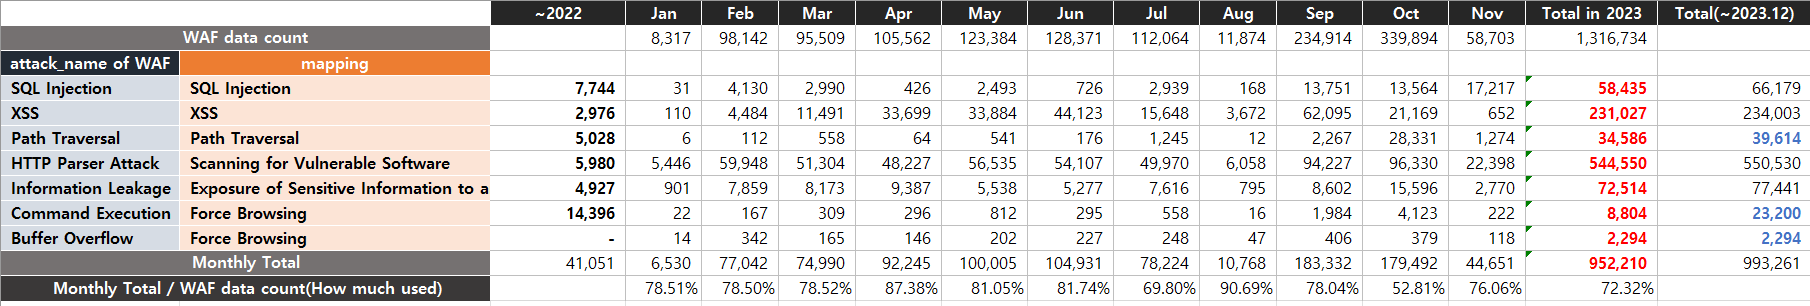 ~2022 Jan Feb Mar Apr May Jun Jul Aug Sep Oct Nov Total in 2023 Total(~2023.12)
WAF data count 8,317 98,142 95,509 105,562 123,384 128,371 112,064 11,874 234,914 339,894 58,703 1,316,734
attack_name of WAF mapping
SQL Injection SQL Injection 7,744 31 4,130 2,990 426 2,493 726 2,939 168 13,751 13,564 17,217 58,435 66,179
XSS XSS 2,976 110 4,484 11,491 33,699 33,884 44,123 15,648 3,672 62,095 21,169 652 231,027 234,003
Path Traversal Path Traversal 5,028 6 112 558 64 541 176 1,245 12 2,267 28,331 1,274 34,586 39,614
HTTP Parser Attack Scanning for Vulnerable Software 5,980 5,446 59,948 51,304 48,227 56,535 54,107 49,970 6,058 94,227 96,330 22,398 544,550 550,530
Information Leakage Exposure of Sensitive Information to a 4,927 901 7,859 8,173 9,387 5,538 5,277 7,616 795 8,602 15,596 2,770 72,514 77,441
Command Execution Force Browsing 14,396 22 167 309 296 812 295 558 16 1,984 4,123 222 8,804 23,200
Buffer Overflow Force Browsing - 14 342 165 146 202 227 248 47 406 379 118 2,294 2,294
Monthly Total 41,051 6,530 77,042 74,990 92,245 100,005 104,931 78,224 10,768 183,332 179,492 44,651 952,210 993,261
Monthly Total / WAF data count(How much used) 78.51% 78.50% 78.52% 87.38% 81.05% 81.74% 69.80% 90.69% 78.04% 52.81% 76.06% 72.32%